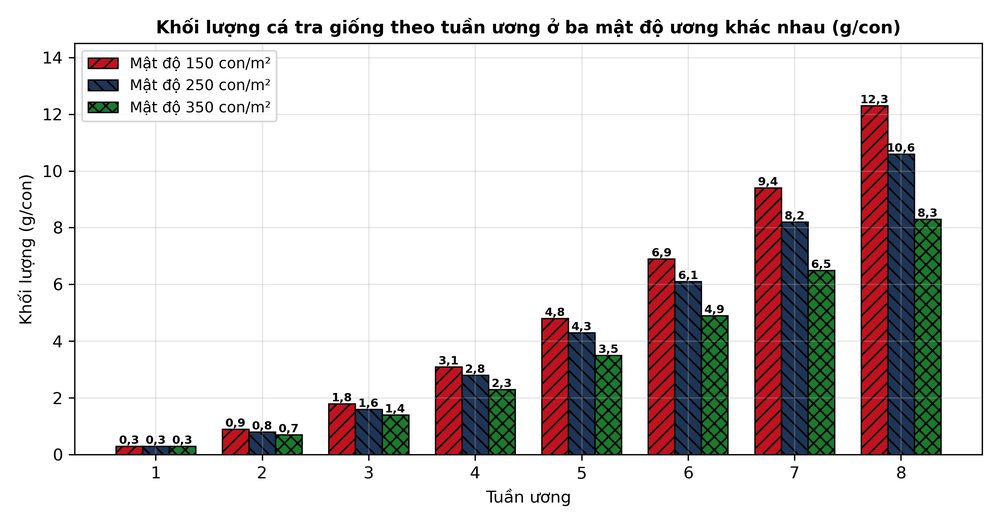 Khối lượng cá tra giống theo tuần ương ở ba mật độ ương khác nhau (g/con)
Mật độ 150 con/m²
Mật độ 250 con/m²
Mật độ 350 con/m²
Khối lượng (g/con)
14
12
10
8
6
4
2
0
0,3 0,3 0,3
0,9 0,8 0,7
1,8 1,6 1,4
3,1 2,8 2,3
4,8 4,3 3,5
6,9 6,1 4,9
9,4 8,2 6,5
12,3 10,6 8,3
1 2 3 4 5 6 7 8
Tuần ương